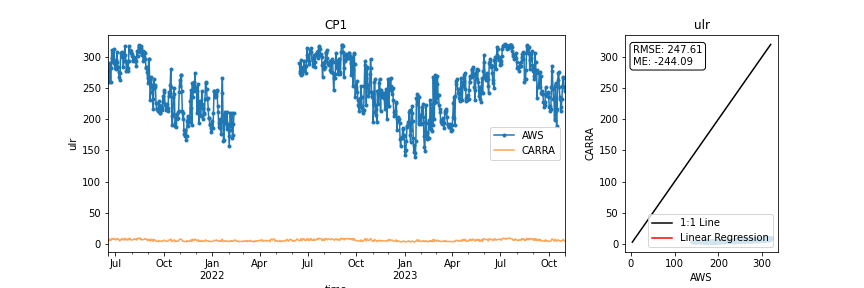 CP1
ulr
300
250
200
150
100
50
0
ulr
AWS
CARRA
Jul
Oct
Jan
2022
Apr
Jul
Oct
Jan
2023
Apr
Jul
Oct
time
ulr
RMSE: 247.61
ME: -244.09
CARRA
300
250
200
150
100
50
0
1:1 Line
Linear Regression
0
100
200
300
AWS